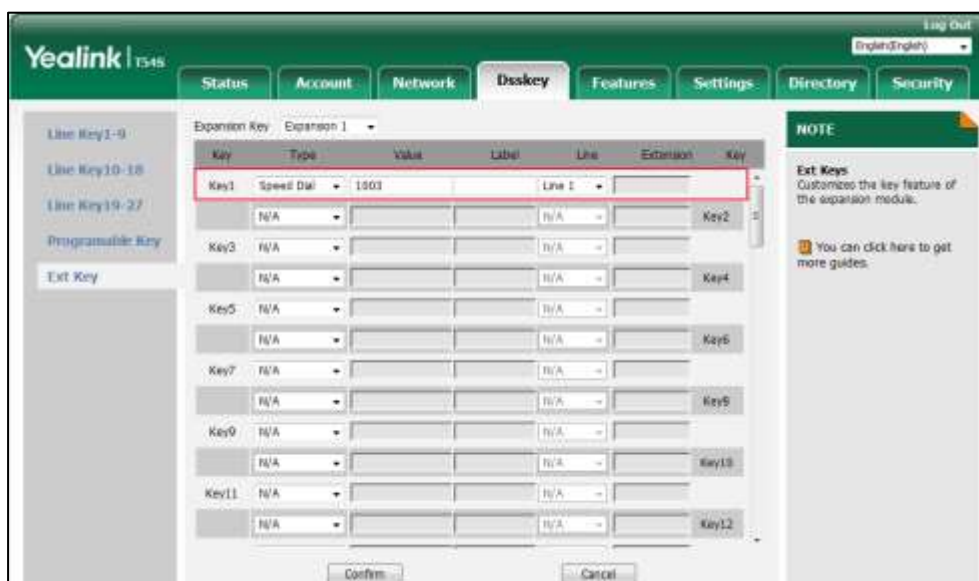 Log Out
Yealink T54S
English(English)
Status Account Network Dsskey Features Settings Directory Security
Line Key1-9
Line Key10-18
Line Key19-27
Programable Key
Ext Key
Expansion Key Expansion 1
Key Type Value Label Line Extension Key
Key1 Speed Dial 1003 Line 1
N/A N/A Key2
Key3 N/A N/A
N/A N/A Key4
Key5 N/A N/A
N/A N/A Key6
Key7 N/A N/A
N/A N/A Key8
Key9 N/A N/A
N/A N/A Key10
Key11 N/A N/A
N/A N/A Key12
Confirm Cancel
NOTE
Ext Keys
Customizes the key feature of
the expansion module.
You can click here to get
more guides.